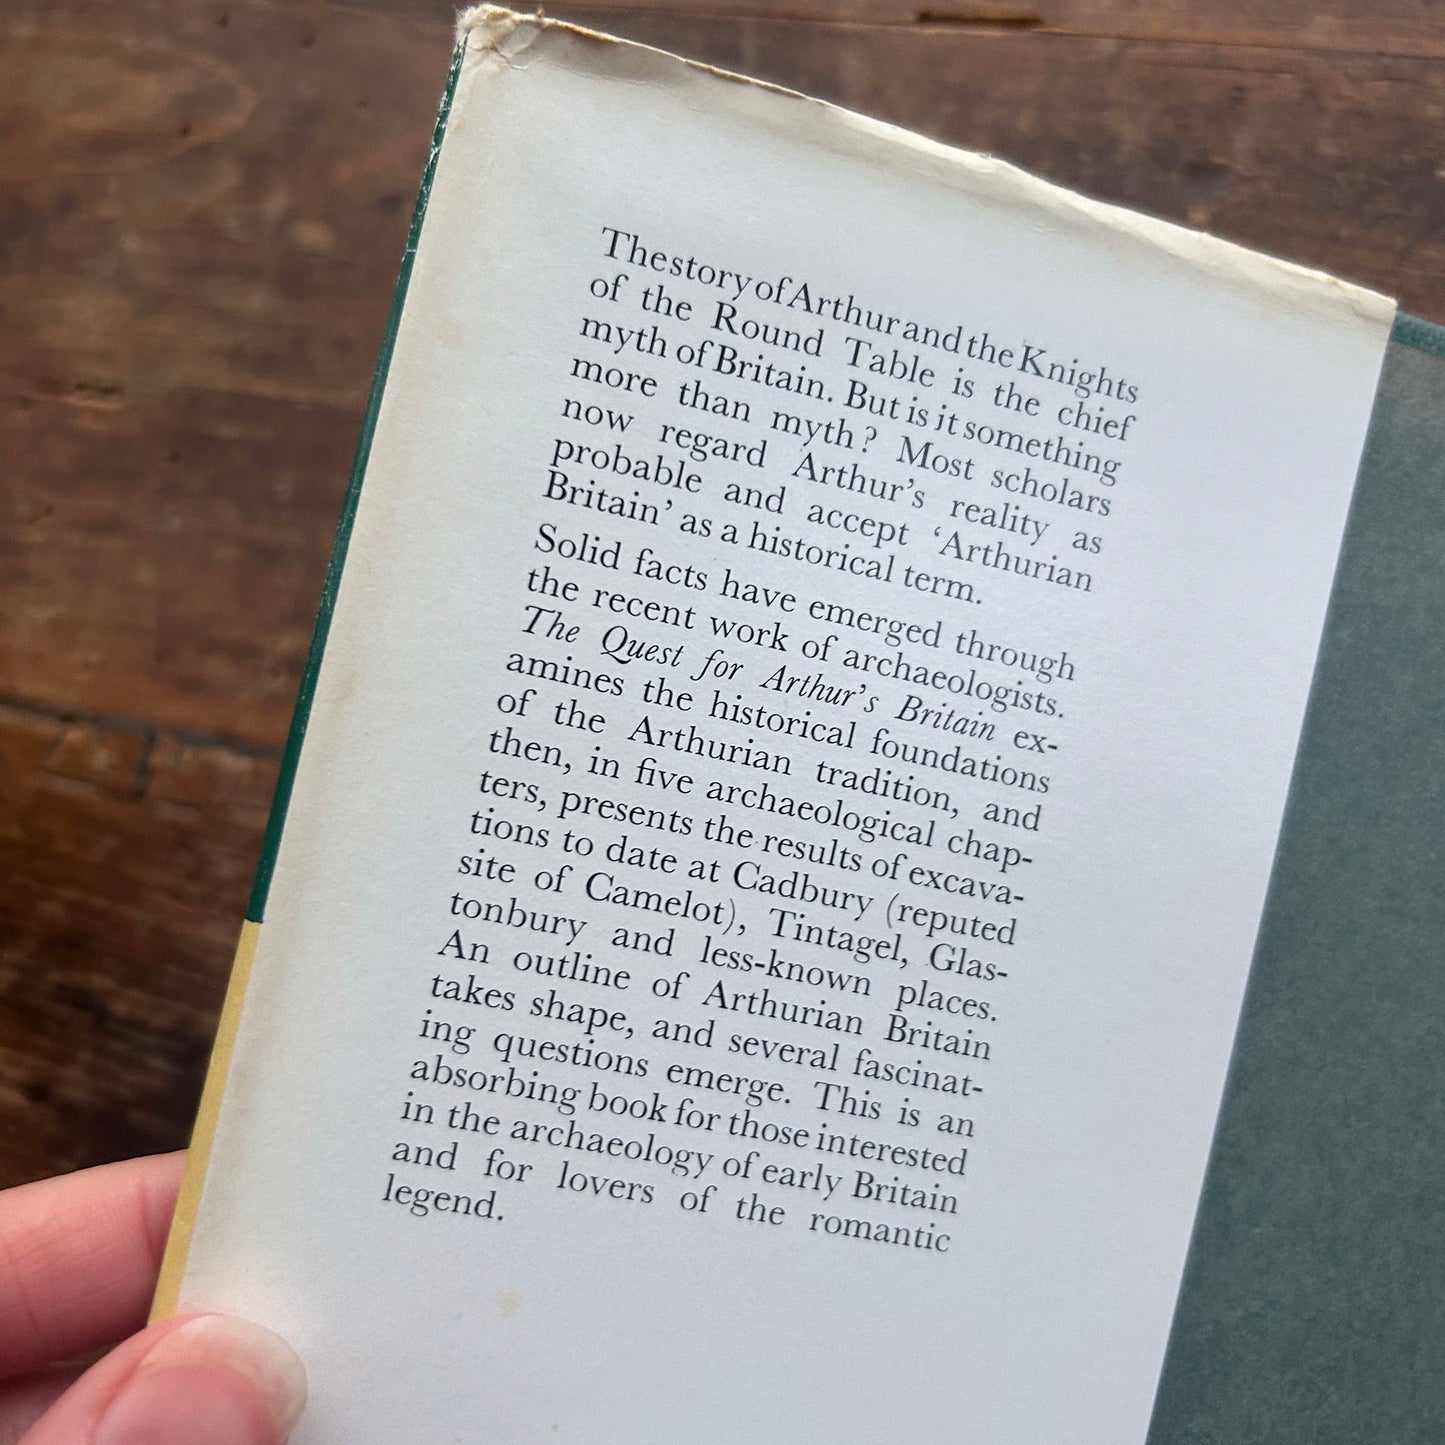 The story of Arthur and the Knights
of the Round Table is the chief
myth of Britain. But is it something
more than myth? Most scholars
now regard Arthur's reality as
probable and accept ‘Arthurian
Britain’ as a historical term.
Solid facts have emerged through
the recent work of archaeologists.
The Quest for Arthur's Britain ex-
amines the historical foundations
of the Arthurian tradition, and
then, in five archaeological chap-
ters, presents the results of excava-
tions to date at Cadbury (reputed
site of Camelot), Tintagel, Glas-
tonbury and less-known places.
An outline of Arthurian Britain
takes shape, and several fascinat-
ing questions emerge. This is an
absorbing book for those interested
in the archaeology of early Britain
and for lovers of the romantic
legend.